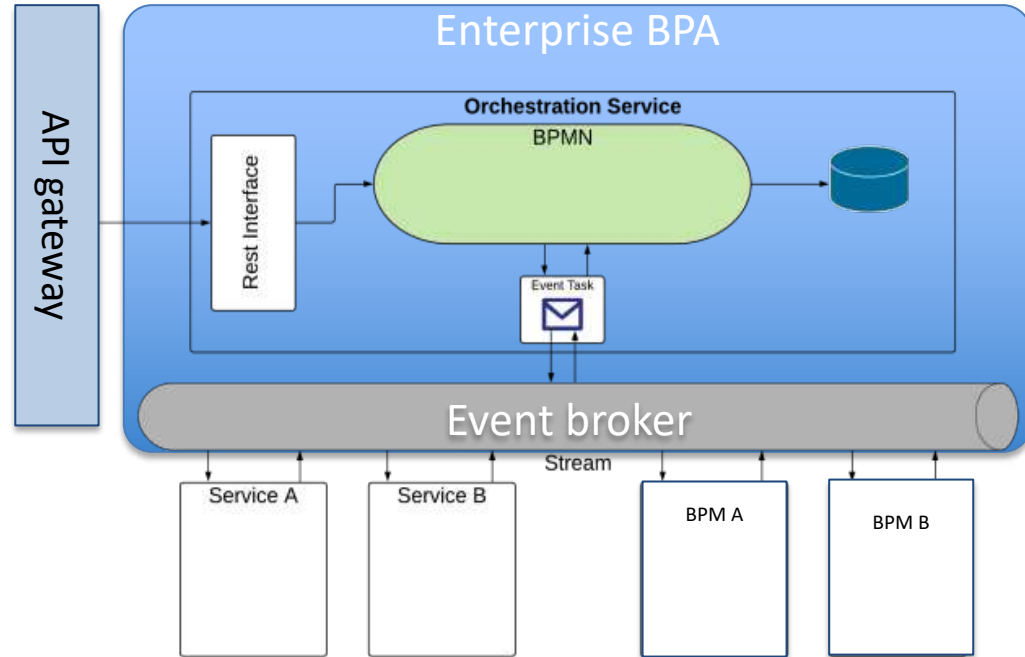 Enterprise BPA
API gateway
Orchestration Service
BPMN
Rest Interface
Event Task
Event broker
Stream
Service A
Service B
BPM A
BPM B